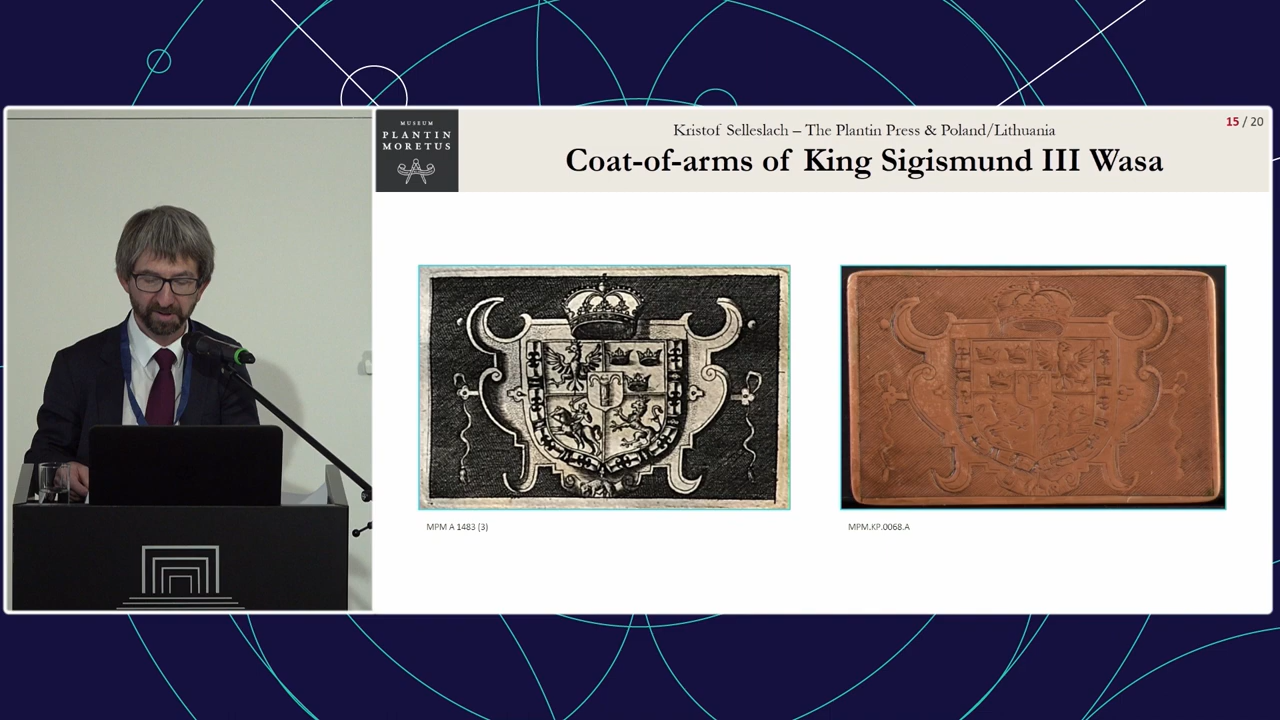 MUSEUM
PLANTIN
MORETUS
Kristof Selleslach – The Plantin Press & Poland/Lithuania
Coat-of-arms of King Sigismund III Wasa
15 / 20
MPM A 1483 (3)
MPM.KP.0068.A